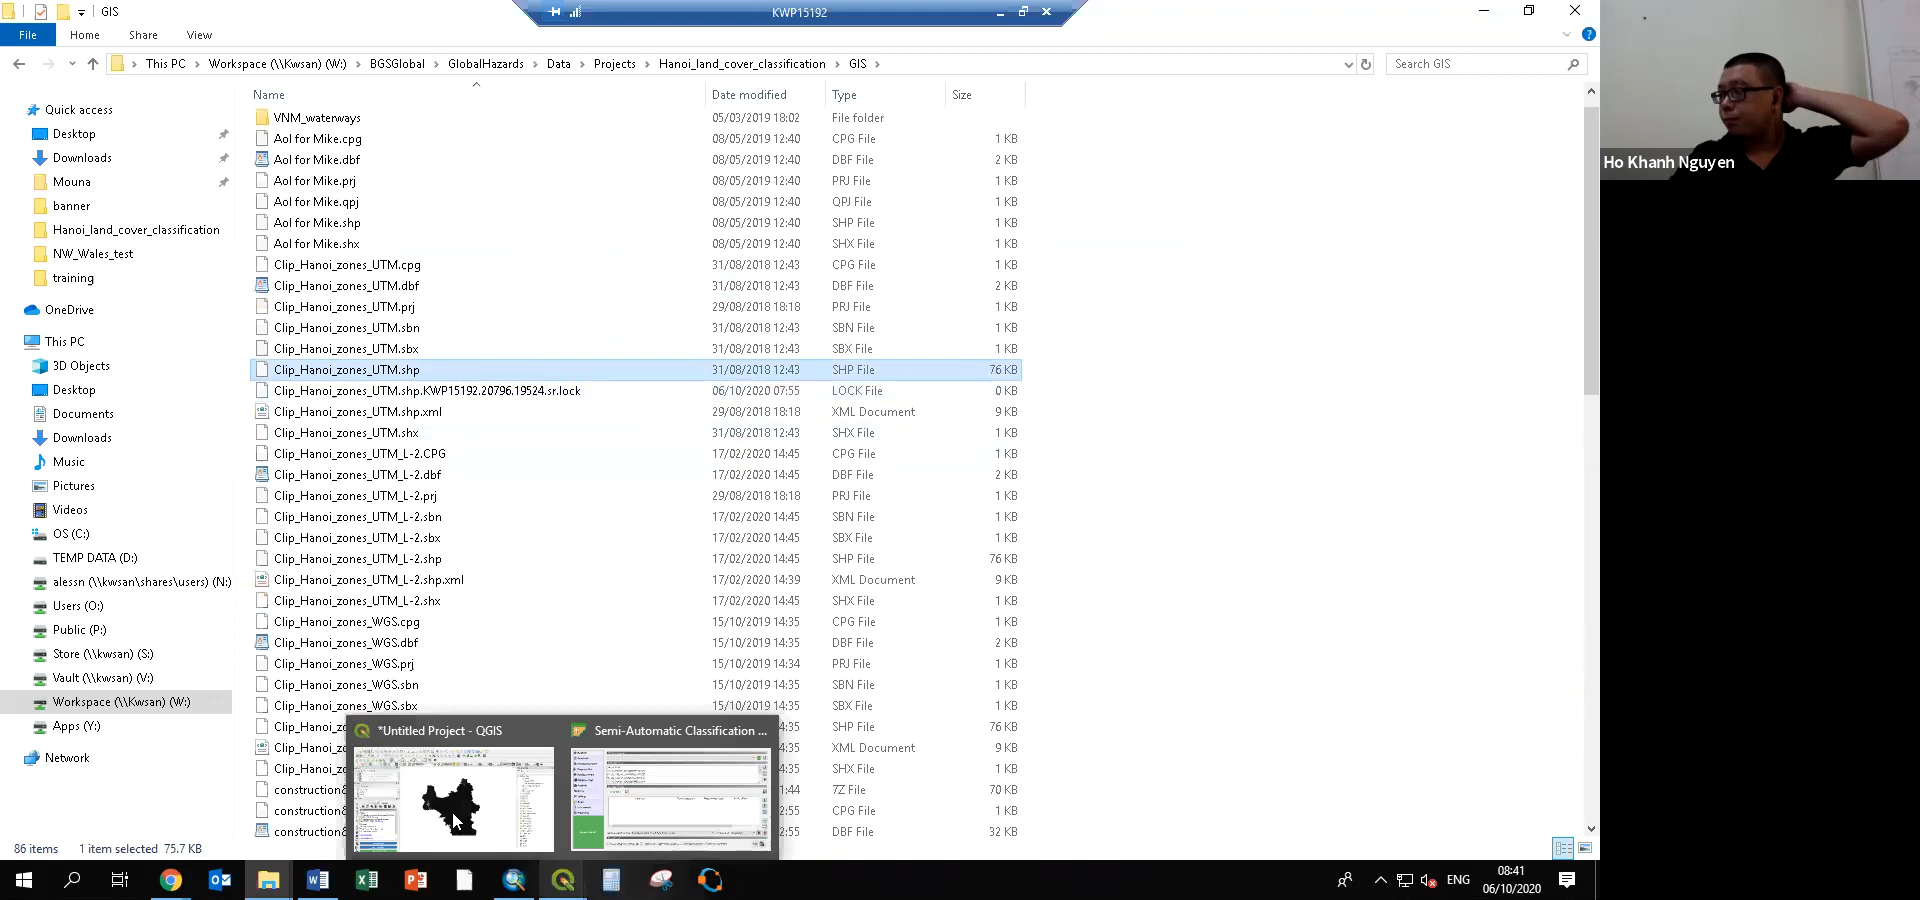 GIS
KWP15192
File
Home
Share
View
This PC
Workspace (\\Kwsan) (W:)
BGSGlobal
GlobalHazards
Data
Projects
Hanoi_land_cover_classification
GIS
Search GIS
Name
Date modified
Type
Size
Quick access
Desktop
Downloads
Mouna
banner
Hanoi_land_cover_classification
NW_Wales_test
training
OneDrive
This PC
3D Objects
Desktop
Documents
Downloads
Music
Pictures
Videos
OS (C:)
TEMP DATA (D:)
alessn (\\kwsan\shares\users) (N:)
Users (O:)
Public (P:)
Store (\\kwsan) (S:)
Vault (\\kwsan) (V:)
Workspace (\\Kwsan) (W:)
Apps (Y:)
Network
VNM_waterways 05/03/2019 18:02 File folder
AoI for Mike.cpg 08/05/2019 12:40 CPG File 1 KB
AoI for Mike.dbf 08/05/2019 12:40 DBF File 2 KB
AoI for Mike.prj 08/05/2019 12:40 PRJ File 1 KB
AoI for Mike.qpj 08/05/2019 12:40 QPJ File 1 KB
AoI for Mike.shp 08/05/2019 12:40 SHP File 1 KB
AoI for Mike.shx 08/05/2019 12:40 SHX File 1 KB
Clip_Hanoi_zones_UTM.cpg 31/08/2018 12:43 CPG File 1 KB
Clip_Hanoi_zones_UTM.dbf 31/08/2018 12:43 DBF File 2 KB
Clip_Hanoi_zones_UTM.prj 29/08/2018 18:18 PRJ File 1 KB
Clip_Hanoi_zones_UTM.sbn 31/08/2018 12:43 SBN File 1 KB
Clip_Hanoi_zones_UTM.sbx 31/08/2018 12:43 SBX File 1 KB
Clip_Hanoi_zones_UTM.shp 31/08/2018 12:43 SHP File 76 KB
Clip_Hanoi_zones_UTM.shp.KWP15192.20796.19524.sr.lock 06/10/2020 07:55 LOCK File 0 KB
Clip_Hanoi_zones_UTM.shp.xml 29/08/2018 18:18 XML Document 9 KB
Clip_Hanoi_zones_UTM.shx 31/08/2018 12:43 SHX File 1 KB
Clip_Hanoi_zones_UTM_L-2.CPG 17/02/2020 14:45 CPG File 1 KB
Clip_Hanoi_zones_UTM_L-2.dbf 17/02/2020 14:45 DBF File 2 KB
Clip_Hanoi_zones_UTM_L-2.prj 29/08/2018 18:18 PRJ File 1 KB
Clip_Hanoi_zones_UTM_L-2.sbn 17/02/2020 14:45 SBN File 1 KB
Clip_Hanoi_zones_UTM_L-2.sbx 17/02/2020 14:45 SBX File 1 KB
Clip_Hanoi_zones_UTM_L-2.shp 17/02/2020 14:45 SHP File 76 KB
Clip_Hanoi_zones_UTM_L-2.shp.xml 17/02/2020 14:39 XML Document 9 KB
Clip_Hanoi_zones_UTM_L-2.shx 17/02/2020 14:45 SHX File 1 KB
Clip_Hanoi_zones_WGS.cpg 15/10/2019 14:35 CPG File 1 KB
Clip_Hanoi_zones_WGS.dbf 15/10/2019 14:35 DBF File 2 KB
Clip_Hanoi_zones_WGS.prj 15/10/2019 14:34 PRJ File 1 KB
Clip_Hanoi_zones_WGS.sbn 15/10/2019 14:35 SBN File 1 KB
Clip_Hanoi_zones_WGS.sbx 15/10/2019 14:35 SBX File 1 KB
Clip_Hano 4:35 SHP File 76 KB
Clip_Hano 4:35 XML Document 9 KB
Clip_Hano 4:35 SHX File 1 KB
construction 1:44 7Z File 70 KB
construction 2:55 CPG File 1 KB
construction 2:55 DBF File 32 KB
*Untitled Project - QGIS
Semi-Automatic Classification ...
86 items 1 item selected 75.7 KB
ENG
08:41
06/10/2020
Ho Khanh Nguyen